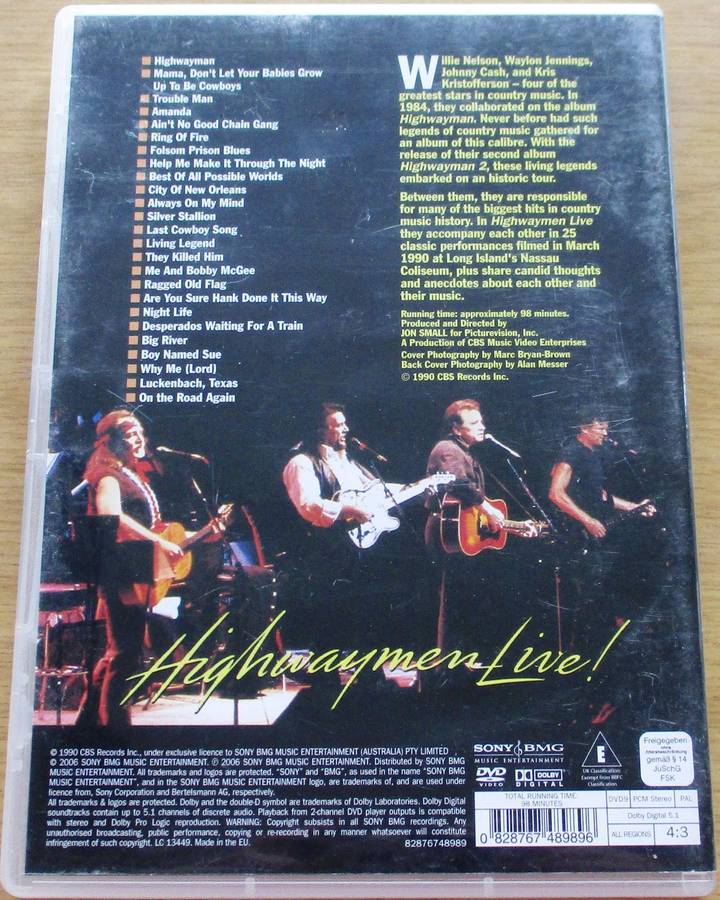 Highwayman
Mama, Don't Let Your Babies Grow
Up To Be Cowboys
Trouble Man
Amanda
Ain't No Good Chain Gang
Ring Of Fire
Folsom Prison Blues
Help Me Make It Through The Night
Best Of All Possible Worlds
City Of New Orleans
Always On My Mind
Silver Stallion
Last Cowboy Song
Living Legend
They Killed Him
Me And Bobby McGee
Ragged Old Flag
Are You Sure Hank Done It This Way
Night Life
Desperados Waiting For A Train
Big River
Boy Named Sue
Why Me (Lord)
Luckenbach, Texas
On the Road Again
Willie Nelson, Waylon Jennings,
Johnny Cash, and Kris
Kristofferson – four of the
greatest stars in country music. In
1984, they collaborated on the album
Highwayman. Never before had such
legends of country music gathered for
an album of this calibre. With the
release of their second album
Highwayman 2, these living legends
embarked on an historic tour.
Between them, they are responsible
for many of the biggest hits in country
music history. In Highwaymen Live
they accompany each other in 25
classic performances filmed in March
1990 at Long Island's Nassau
Coliseum, plus share candid thoughts
and anecdotes about each other and
their music.
Running time: approximately 98 minutes.
Produced and Directed by
JON SMALL for Picturevision, Inc.
A Production of CBS Music Video Enterprises
Cover Photography by Marc Bryan-Brown
Back Cover Photography by Alan Messer
© 1990 CBS Records Inc.
Highwaymen Live!
© 1990 CBS Records Inc., under exclusive licence to SONY BMG MUSIC ENTERTAINMENT (AUSTRALIA) PTY LIMITED
© 2006 SONY BMG MUSIC ENTERTAINMENT. ℗ 2006 SONY BMG MUSIC ENTERTAINMENT. Distributed by SONY BMG
MUSIC ENTERTAINMENT. All trademarks and logos are protected. "SONY" and "BMG", as used in the name "SONY BMG
MUSIC ENTERTAINMENT", and in the SONY BMG MUSIC ENTERTAINMENT logo, are trademarks of, and are used under
licence from, Sony Corporation and Bertelsmann AG, respectively.
All trademarks & logos are protected. Dolby and the double-D symbol are trademarks of Dolby Laboratories. Dolby Digital
soundtracks contain up to 5.1 channels of discrete audio. Playback from 2-channel DVD player outputs is compatible
with stereo and Dolby Pro Logic reproduction. WARNING: Copyright subsists in all SONY BMG recordings. Any
unauthorised broadcasting, public performance, copying or re-recording in any manner whatsoever will constitute
infringement of such copyright. LC 13449. Made in the EU.
82876748989
SONY BMG
MUSIC ENTERTAINMENT
DVD
VIDEO
DOLBY
DIGITAL
E
UK Classification:
Exempt from BBFC
Classification
Freigegeben
ohne
Altersbeschränkung
gemäß § 14
JuSchG
FSK
TOTAL RUNNING TIME:
98 MINUTES
0 828767 489896
DVD9
PCM Stereo
PAL
Dolby Digital 5.1
ALL REGIONS
4:3